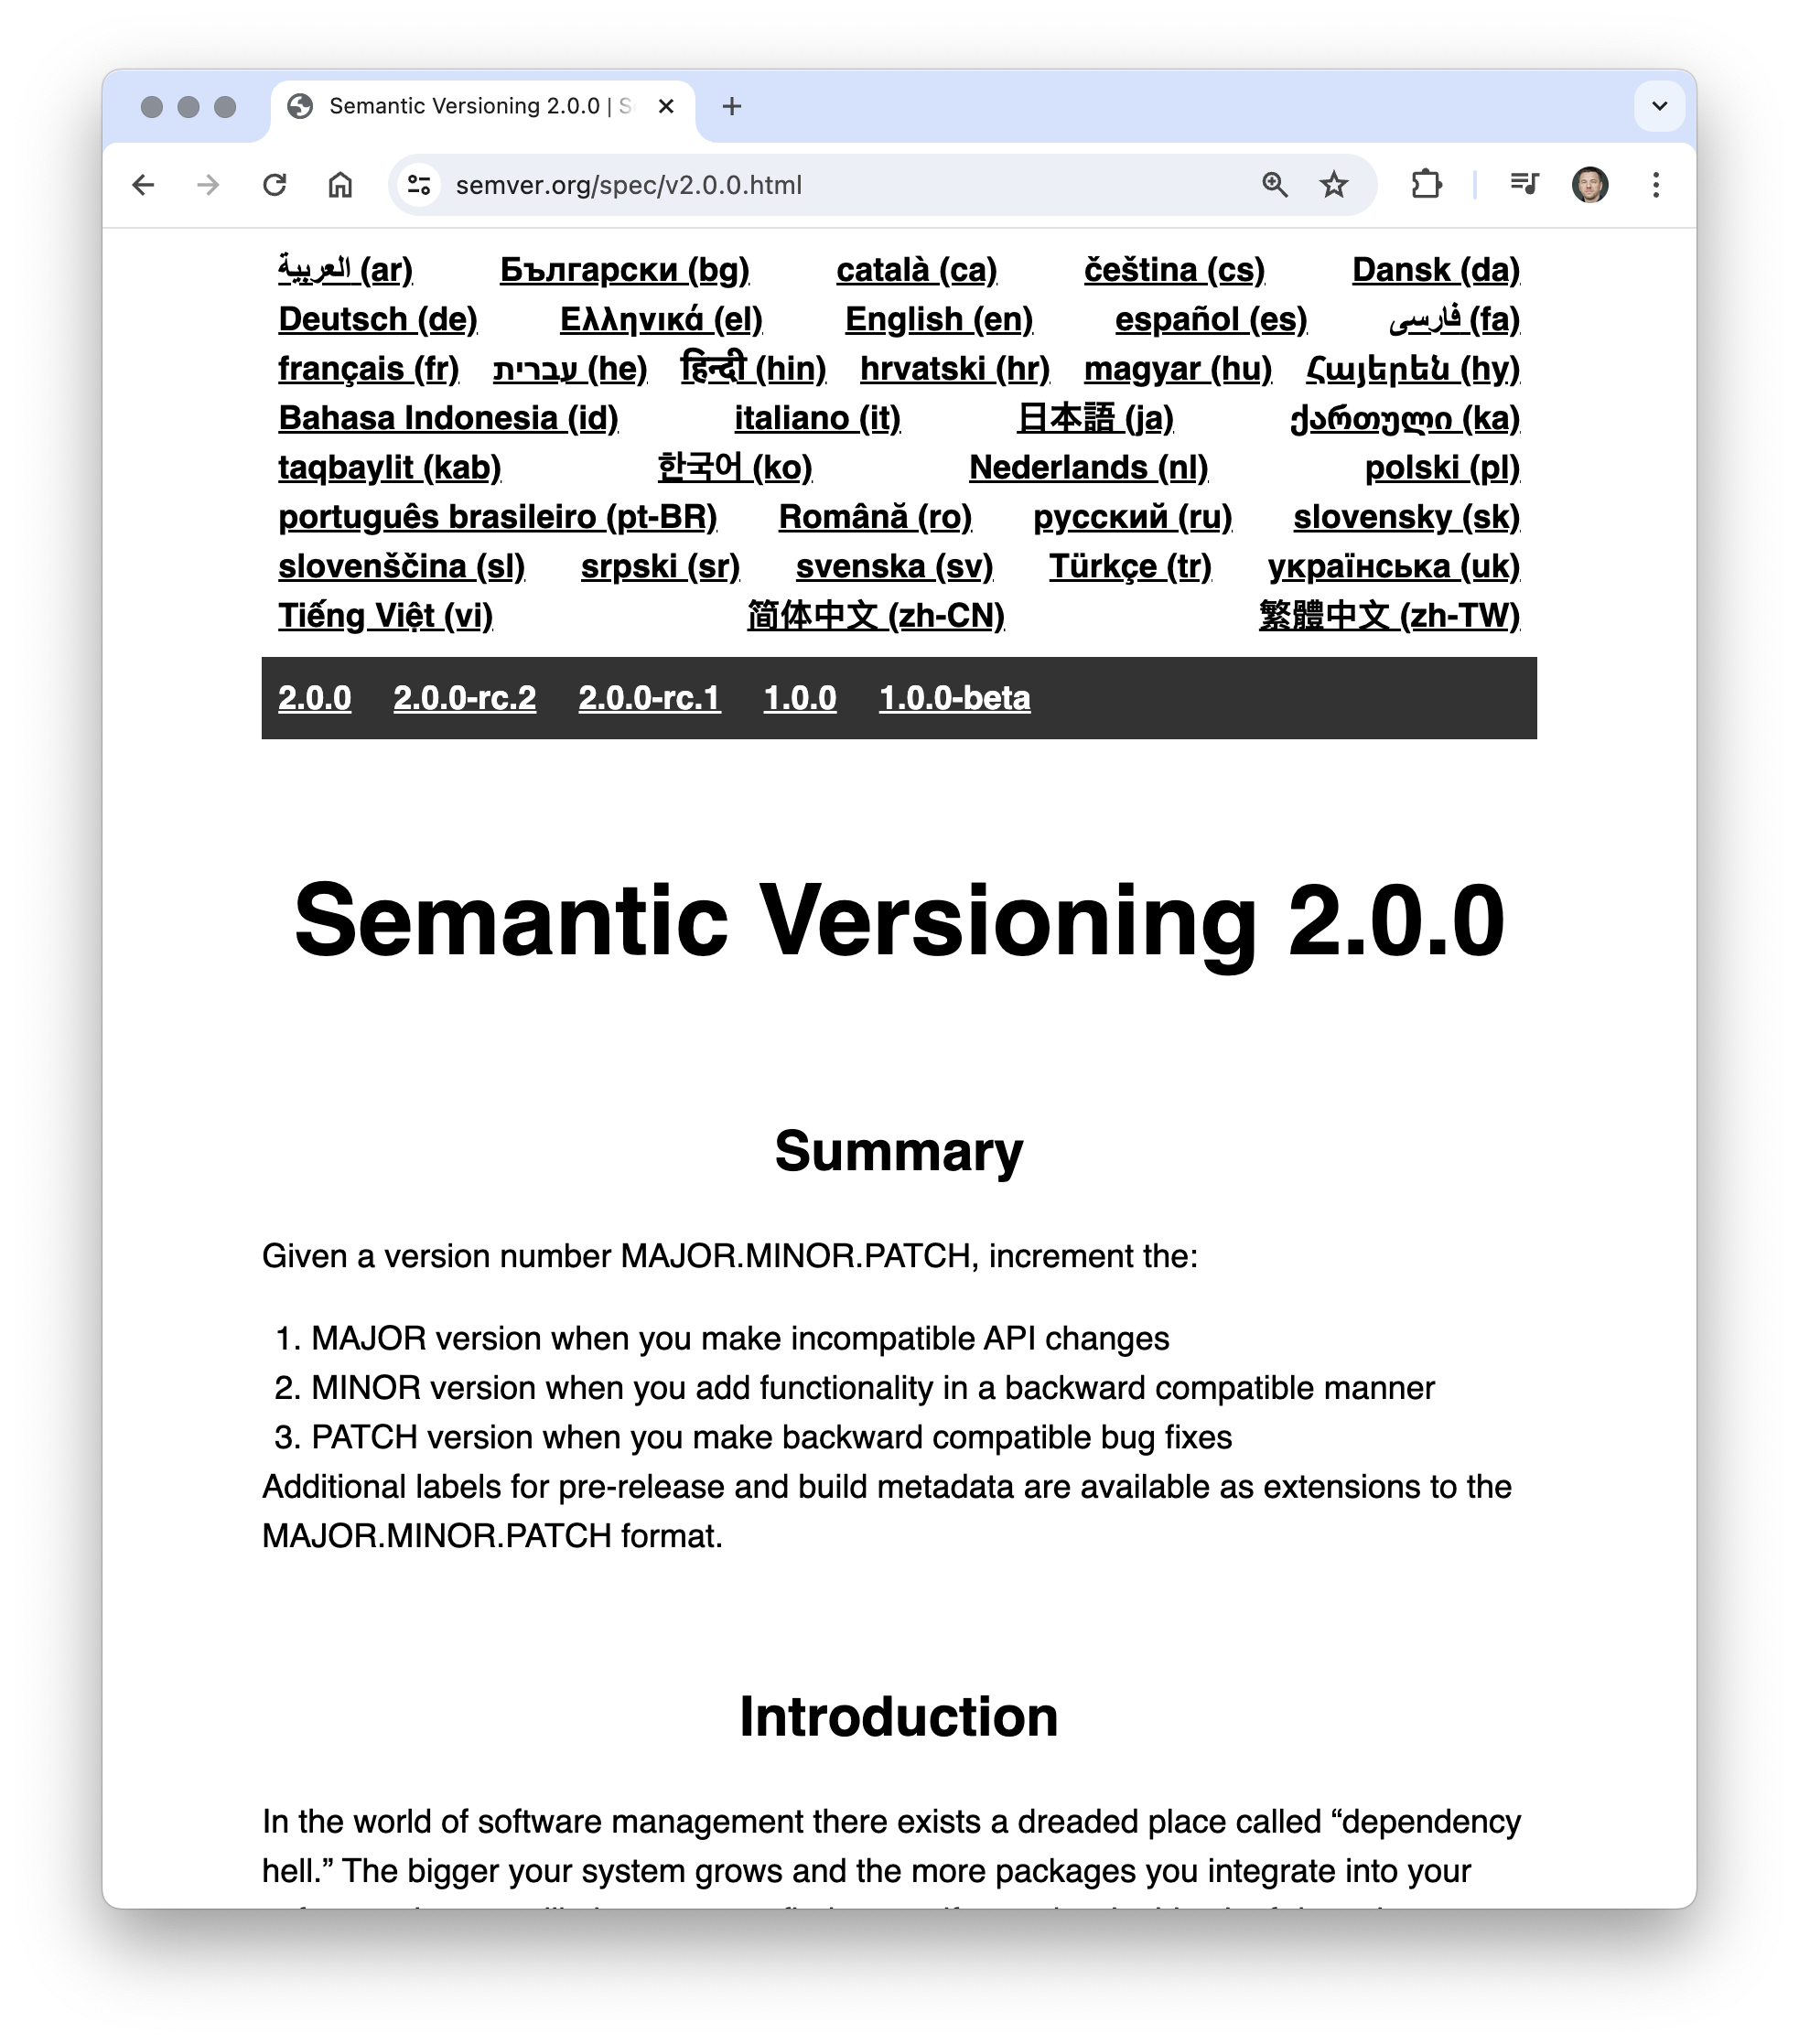 Semantic Versioning 2.0.0 | S
semver.org/spec/v2.0.0.html
العربية (ar) Български (bg) català (ca) čeština (cs) Dansk (da)
Deutsch (de) Ελληνικά (el) English (en) español (es) فارسی (fa)
français (fr) עברית (he) हिन्दी (hin) hrvatski (hr) magyar (hu) Հայերեն (hy)
Bahasa Indonesia (id) italiano (it) 日本語 (ja) ქართული (ka)
taqbaylit (kab) 한국어 (ko) Nederlands (nl) polski (pl)
português brasileiro (pt-BR) Română (ro) русский (ru) slovensky (sk)
slovenščina (sl) srpski (sr) svenska (sv) Türkçe (tr) українська (uk)
Tiếng Việt (vi) 简体中文 (zh-CN) 繁體中文 (zh-TW)
2.0.0 2.0.0-rc.2 2.0.0-rc.1 1.0.0 1.0.0-beta
Semantic Versioning 2.0.0
Summary
Given a version number MAJOR.MINOR.PATCH, increment the:
1. MAJOR version when you make incompatible API changes
2. MINOR version when you add functionality in a backward compatible manner
3. PATCH version when you make backward compatible bug fixes
Additional labels for pre-release and build metadata are available as extensions to the
MAJOR.MINOR.PATCH format.
Introduction
In the world of software management there exists a dreaded place called “dependency
hell.” The bigger your system grows and the more packages you integrate into your